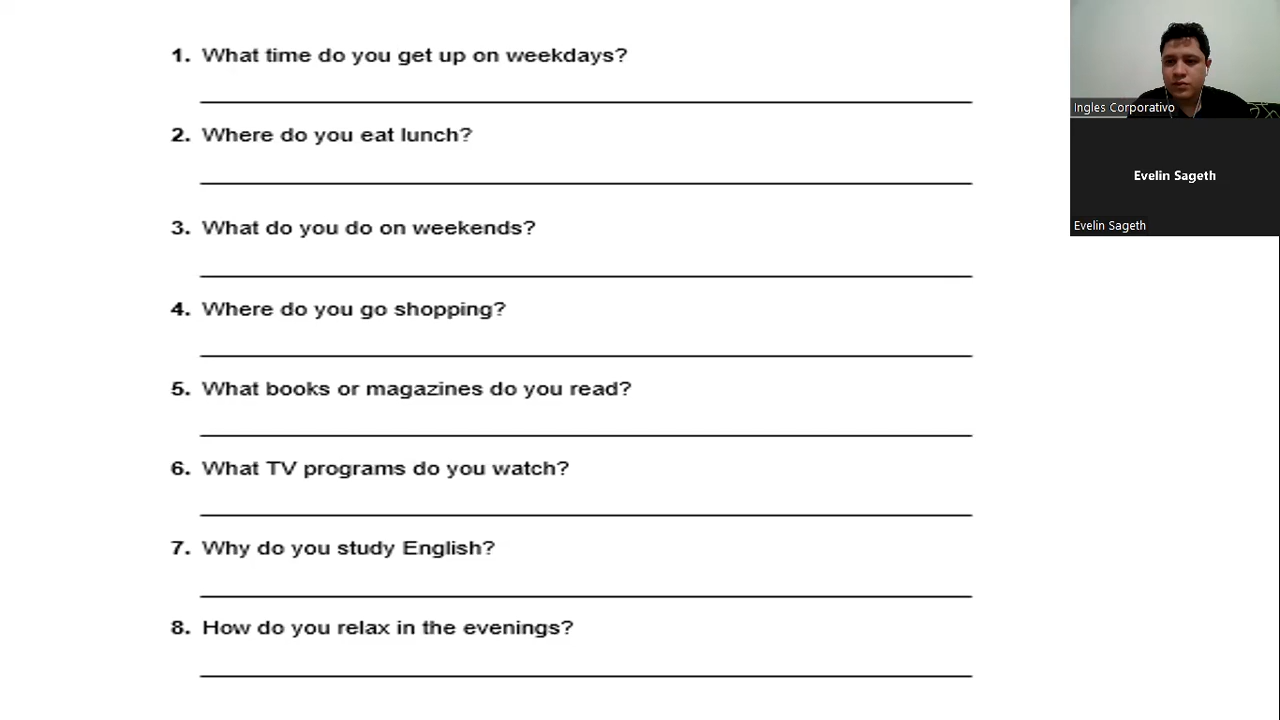 1. What time do you get up on weekdays?
2. Where do you eat lunch?
3. What do you do on weekends?
4. Where do you go shopping?
5. What books or magazines do you read?
6. What TV programs do you watch?
7. Why do you study English?
8. How do you relax in the evenings?
Ingles Corporativo
Evelin Sageth
Evelin Sageth